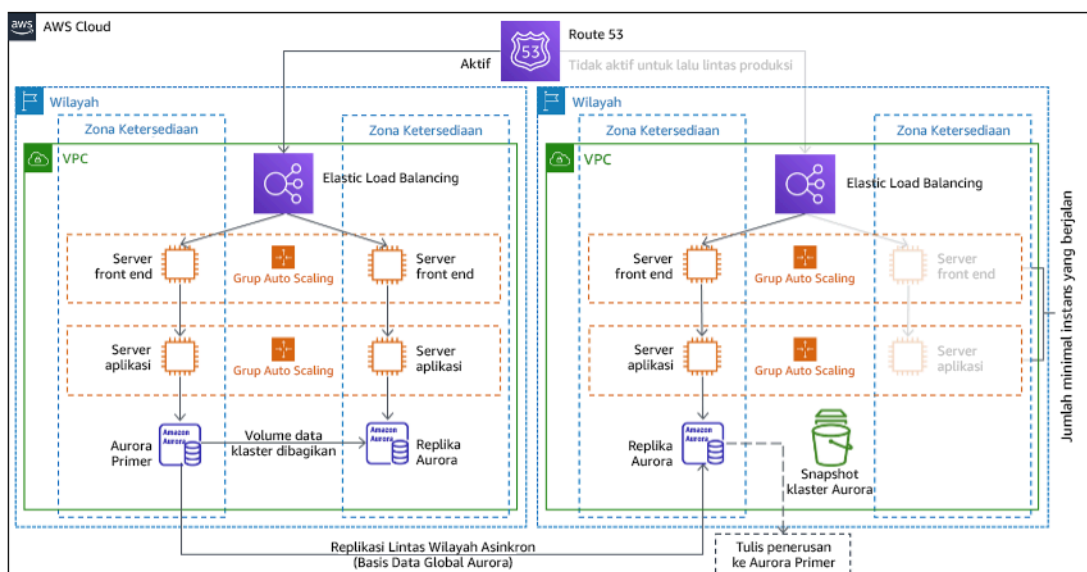 aws
AWS Cloud
Route 53
53
Aktif
Tidak aktif untuk lalu lintas produksi
Wilayah
Zona Ketersediaan
Zona Ketersediaan
VPC
Elastic Load Balancing
Server
front end
Grup Auto Scaling
Server
front end
Server
aplikasi
Grup Auto Scaling
Server
aplikasi
Aurora
Primer
Amazon
Aurora
Volume data
klaster dibagikan
Amazon
Aurora
Replika
Aurora
Wilayah
Zona Ketersediaan
Zona Ketersediaan
VPC
Elastic Load Balancing
Server
front end
Grup Auto Scaling
Server
front end
Server
aplikasi
Grup Auto Scaling
Server
aplikasi
Replika
Aurora
Amazon
Aurora
Snapshot
klaster Aurora
Jumlah minimal instans yang berjalan
Replikasi Lintas Wilayah Asinkron
(Basis Data Global Aurora)
Tulis penerusan
ke Aurora Primer